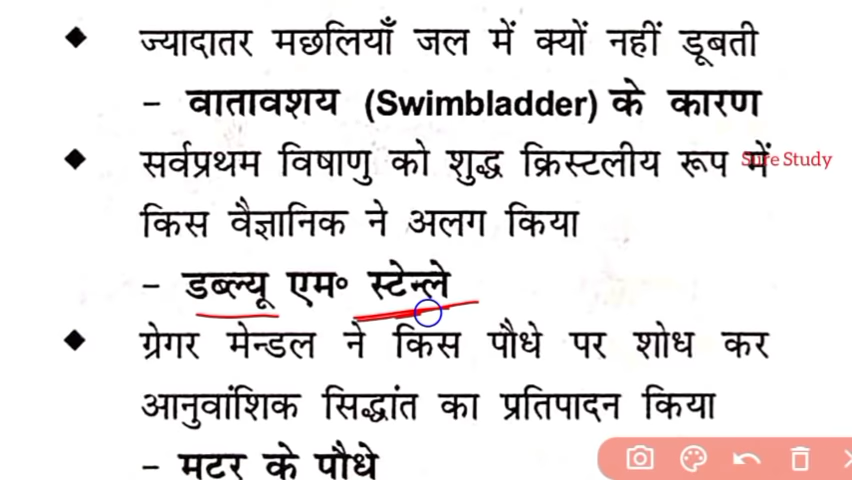 ◆ ज्यादातर मछलियाँ जल में क्यों नहीं डूबती
– वातावशय (Swimbladder) के कारण
◆ सर्वप्रथम विषाणु को शुद्ध क्रिस्टलीय रूप में
Sure Study
किस वैज्ञानिक ने अलग किया
– डब्ल्यू एम॰ स्टेन्ले
◆ ग्रेगर मेन्डल ने किस पौधे पर शोध कर
आनुवांशिक सिद्धांत का प्रतिपादन किया
– मटर के पौधे